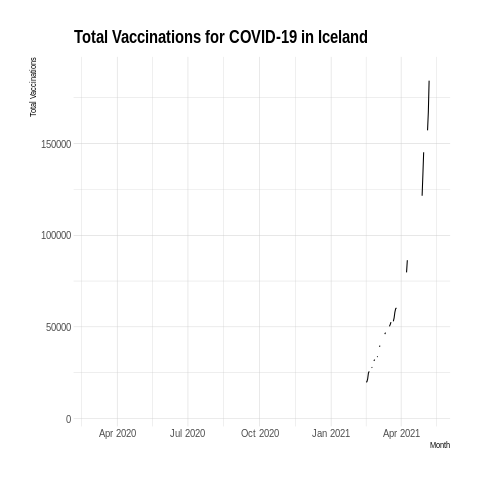 Total Vaccinations for COVID-19 in Iceland
Total Vaccinations
150000
100000
50000
0
Apr 2020 Jul 2020 Oct 2020 Jan 2021 Apr 2021
Month